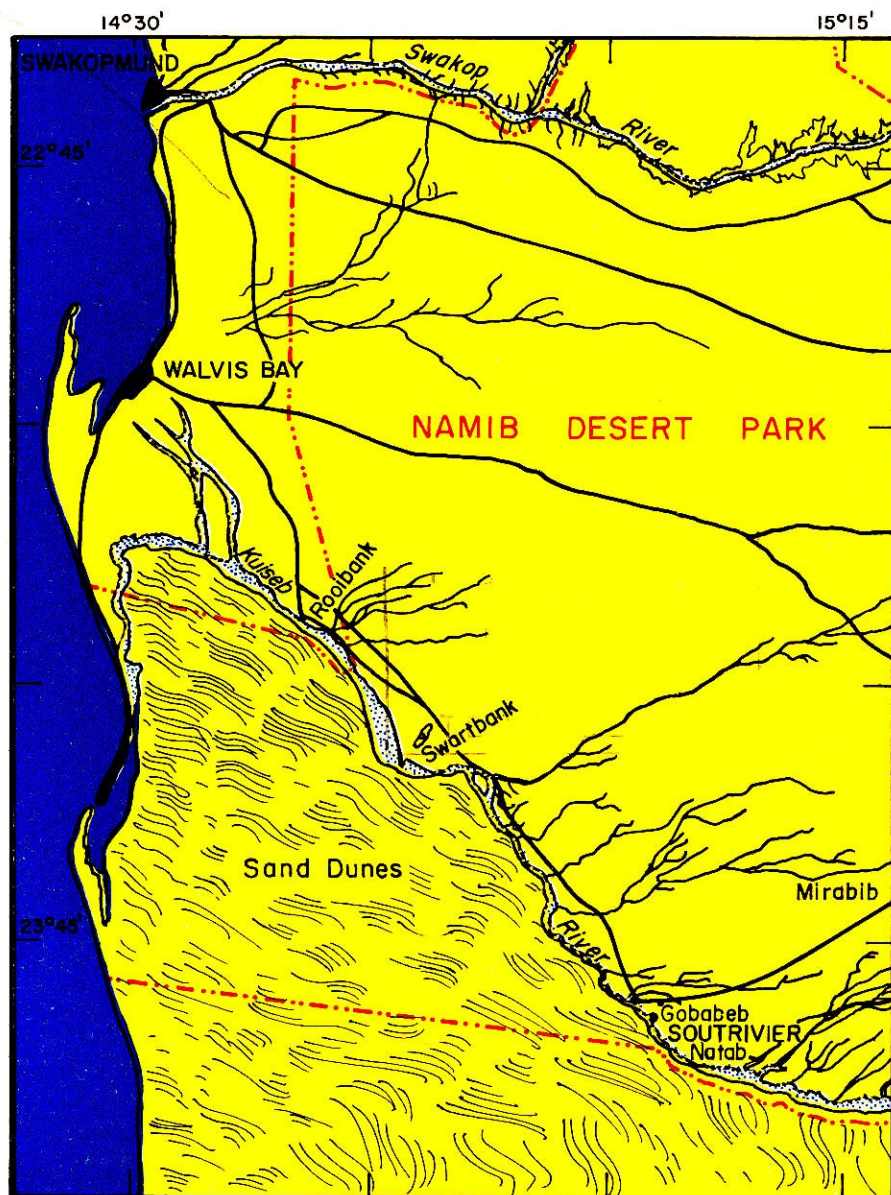 14°30' 15°15'
SWAKOPMUND
Swakop
River
22°45'
WALVIS BAY
NAMIB DESERT PARK
Kuiseb
Rooibank
Swartbank
Sand Dunes
Mirabib
23°45'
River
Gobabeb
SOUTRIVIER
Natab